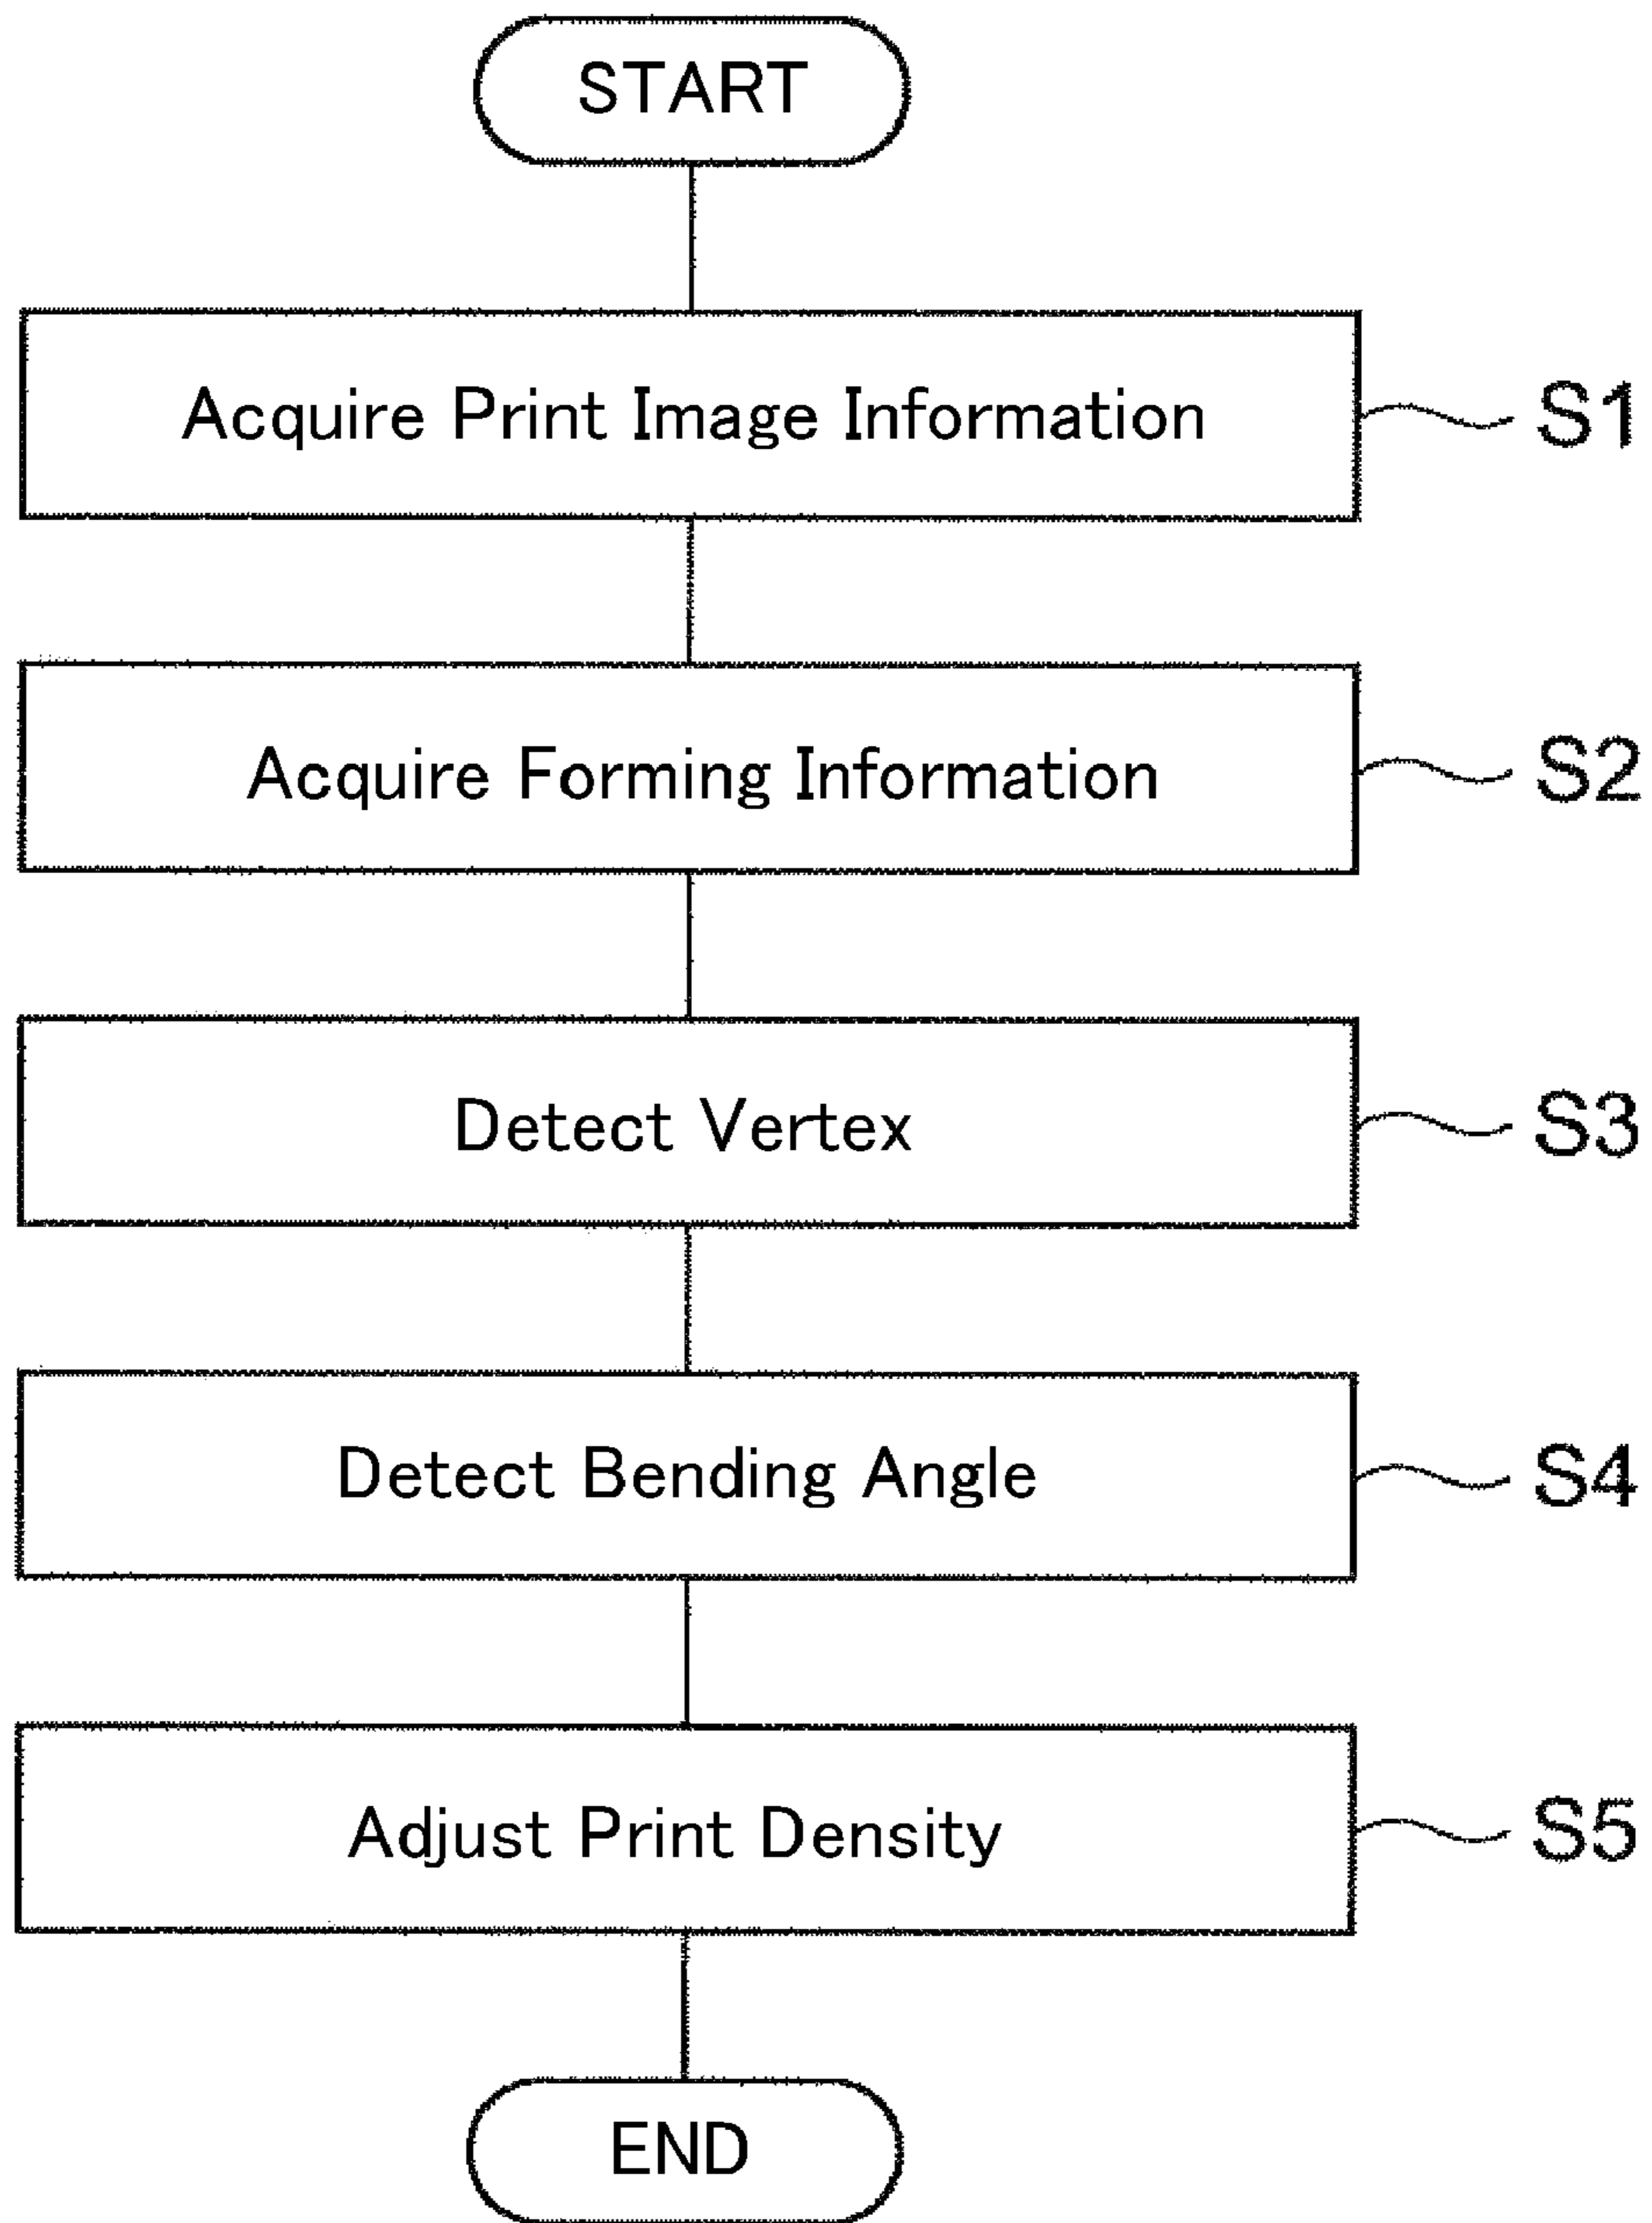 START
Acquire Print Image Information
S1
Acquire Forming Information
S2
Detect Vertex
S3
Detect Bending Angle
S4
Adjust Print Density
S5
END